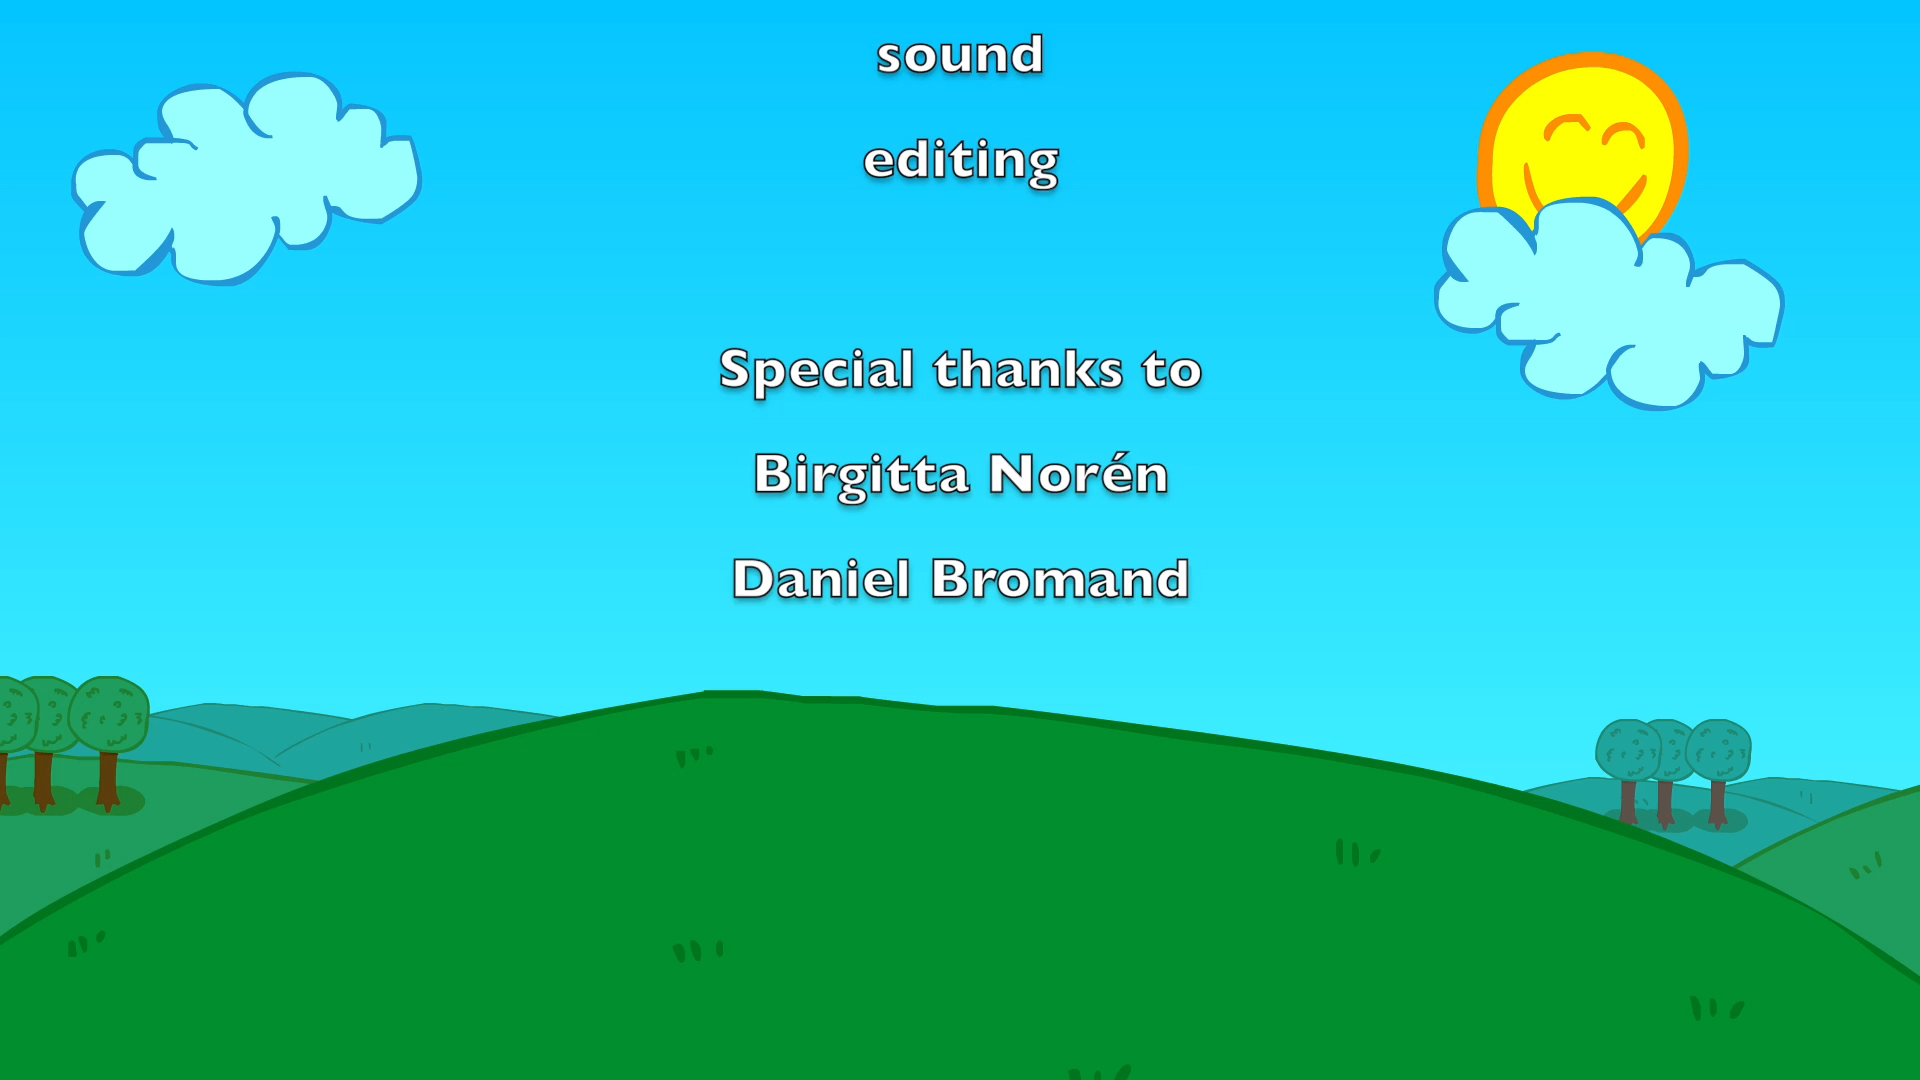 sound
editing
Special thanks to
Birgitta Norén
Daniel Bromand